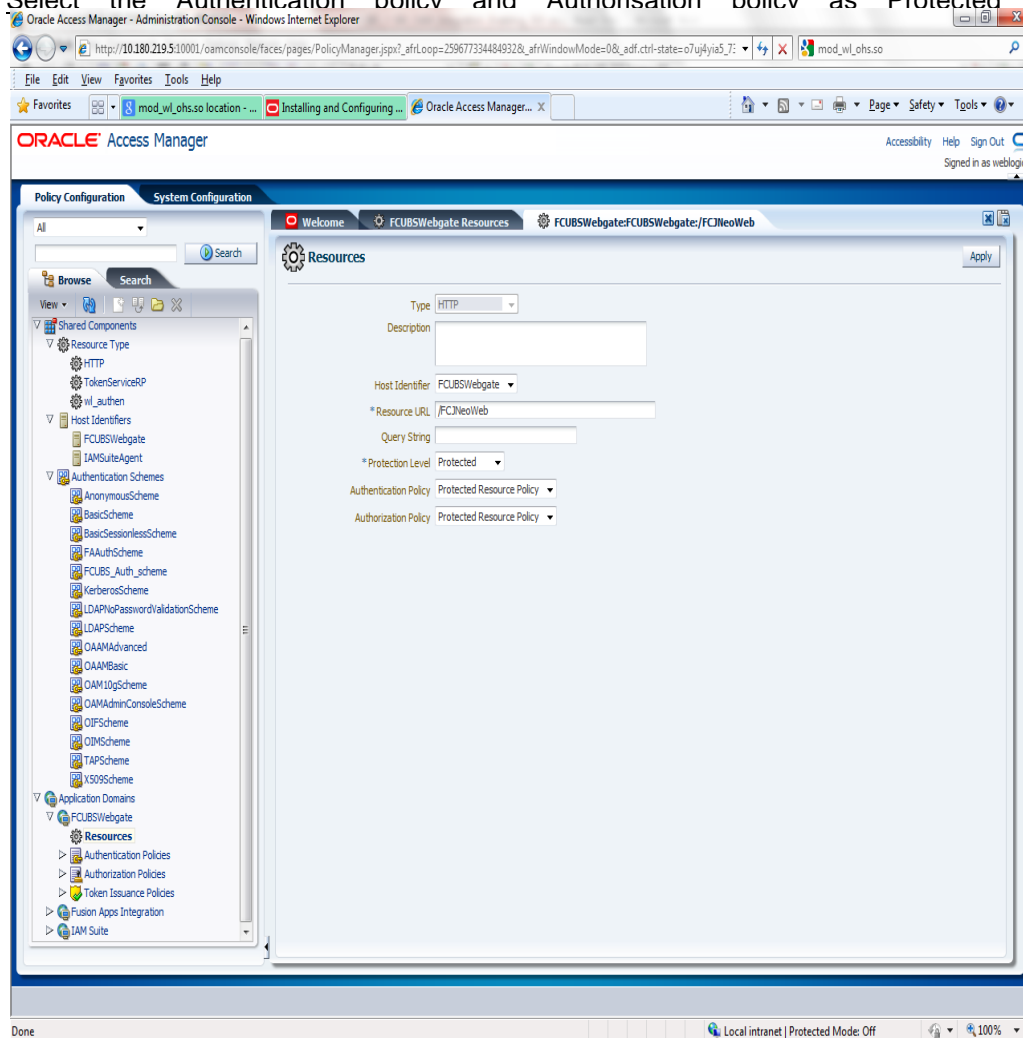 Select the Authentication policy and Authorisation policy as Protected
Oracle Access Manager - Administration Console - Windows Internet Explorer
http://10.180.219.5:10001/oamconsole/faces/pages/PolicyManager.jspx?_afrLoop=259677334484932&_afrWindowMode=0&_adf.ctrl-state=o7uj4yia5_7
mod_wl_ohs.so
File Edit View Favorites Tools Help
Favorites mod_wl_ohs.so location - ... Installing and Configuring ... Oracle Access Manager... X Page Safety Tools
ORACLE Access Manager
Accessibility Help Sign Out
Signed in as weblogi
Policy Configuration System Configuration
All
Search
Browse Search
View
Shared Components
Resource Type
HTTP
TokenServiceRP
wl_authen
Host Identifiers
FCUBSWebgate
IAMSuiteAgent
Authentication Schemes
AnonymousScheme
BasicScheme
BasicSessionlessScheme
FAAuthScheme
FCUBS_Auth_scheme
KerberosScheme
LDAPNoPasswordValidationScheme
LDAPScheme
OAAMAdvanced
OAAMBasic
OAM10gScheme
OAMAdminConsoleScheme
OIFScheme
OIMScheme
TAPScheme
X509Scheme
Application Domains
FCUBSWebgate
Resources
Authentication Policies
Authorization Policies
Token Issuance Policies
Fusion Apps Integration
IAM Suite
Welcome FCUBSWebgate Resources FCUBSWebgate:FCUBSWebgate:/FCJNeoWeb
Resources Apply
Type HTTP
Description
Host Identifier FCUBSWebgate
* Resource URL /FCJNeoWeb
Query String
* Protection Level Protected
Authentication Policy Protected Resource Policy
Authorization Policy Protected Resource Policy
Done Local intranet | Protected Mode: Off 100%